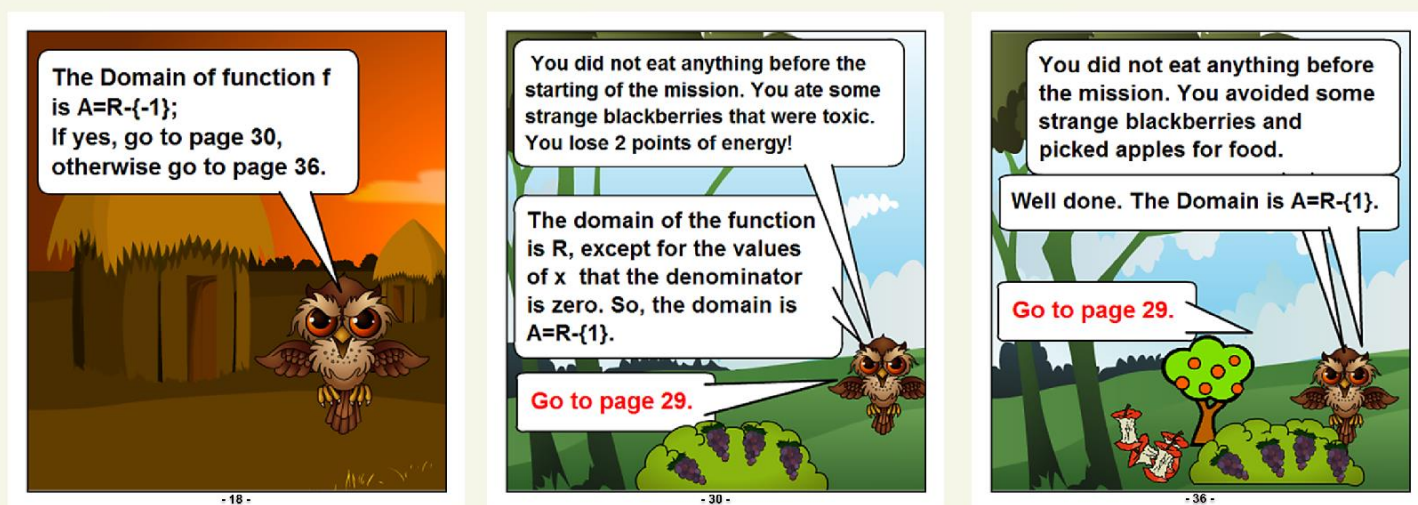 The Domain of function f
is A=R-{-1};
If yes, go to page 30,
otherwise go to page 36.
- 18 -
You did not eat anything before the
starting of the mission. You ate some
strange blackberries that were toxic.
You lose 2 points of energy!
The domain of the function
is R, except for the values
of x that the denominator
is zero. So, the domain is
A=R-{1}.
Go to page 29.
- 30 -
You did not eat anything before
the mission. You avoided some
strange blackberries and
picked apples for food.
Well done. The Domain is A=R-{1}.
Go to page 29.
- 36 -